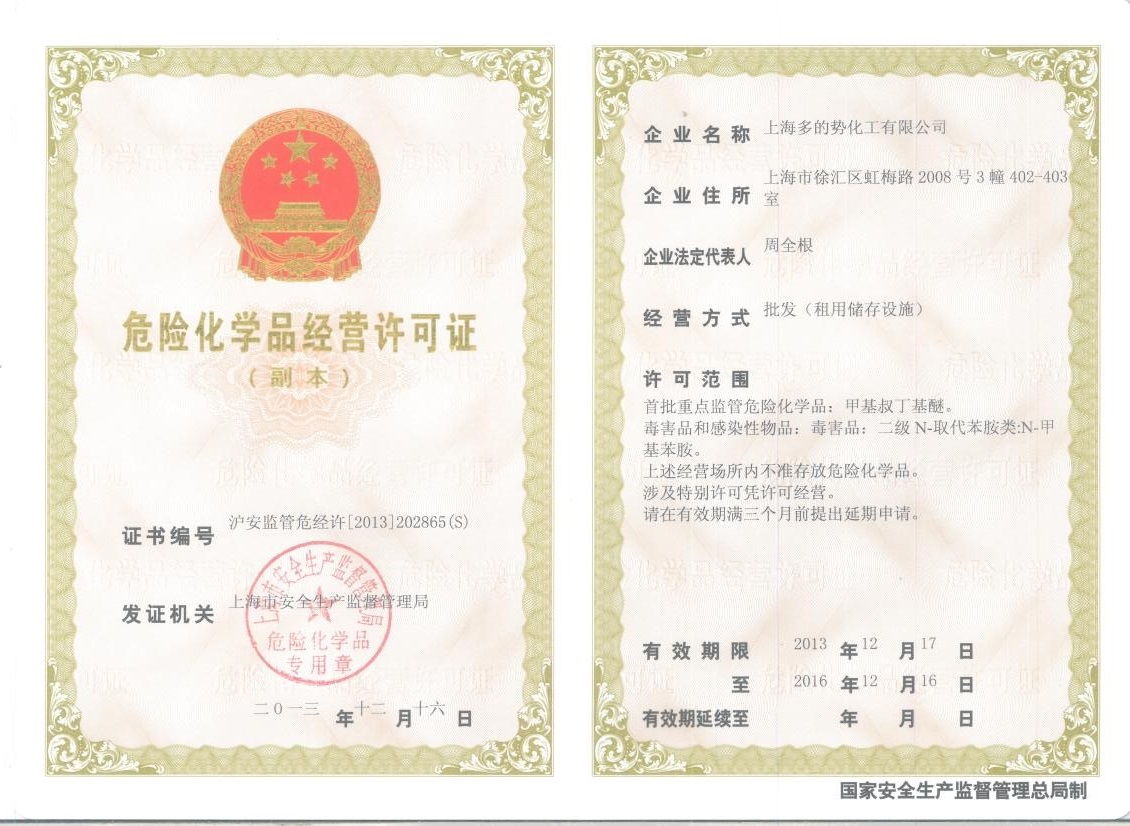 危险化学品经营许可证
(副本)
证书编号 沪安监管危经许[2013]202865(S)
发证机关 上海市安全生产监督管理局
上海市安全生产监督管理局
危险化学品
专用章
二〇一三 年 十二 月 十六 日
企业名称 上海多的势化工有限公司
企业住所 上海市徐汇区虹梅路 2008 号 3 幢 402-403
室
企业法定代表人 周全根
经营方式 批发（租用储存设施）
许可范围
首批重点监管危险化学品：甲基叔丁基醚。
毒害品和感染性物品：毒害品：二级 N-取代苯胺类:N-甲
基苯胺。
上述经营场所内不准存放危险化学品。
涉及特别许可凭许可经营。
请在有效期满三个月前提出延期申请。
有效期限 2013 年 12 月 17 日
至 2016 年 12 月 16 日
有效期延续至 年 月 日
国家安全生产监督管理总局制